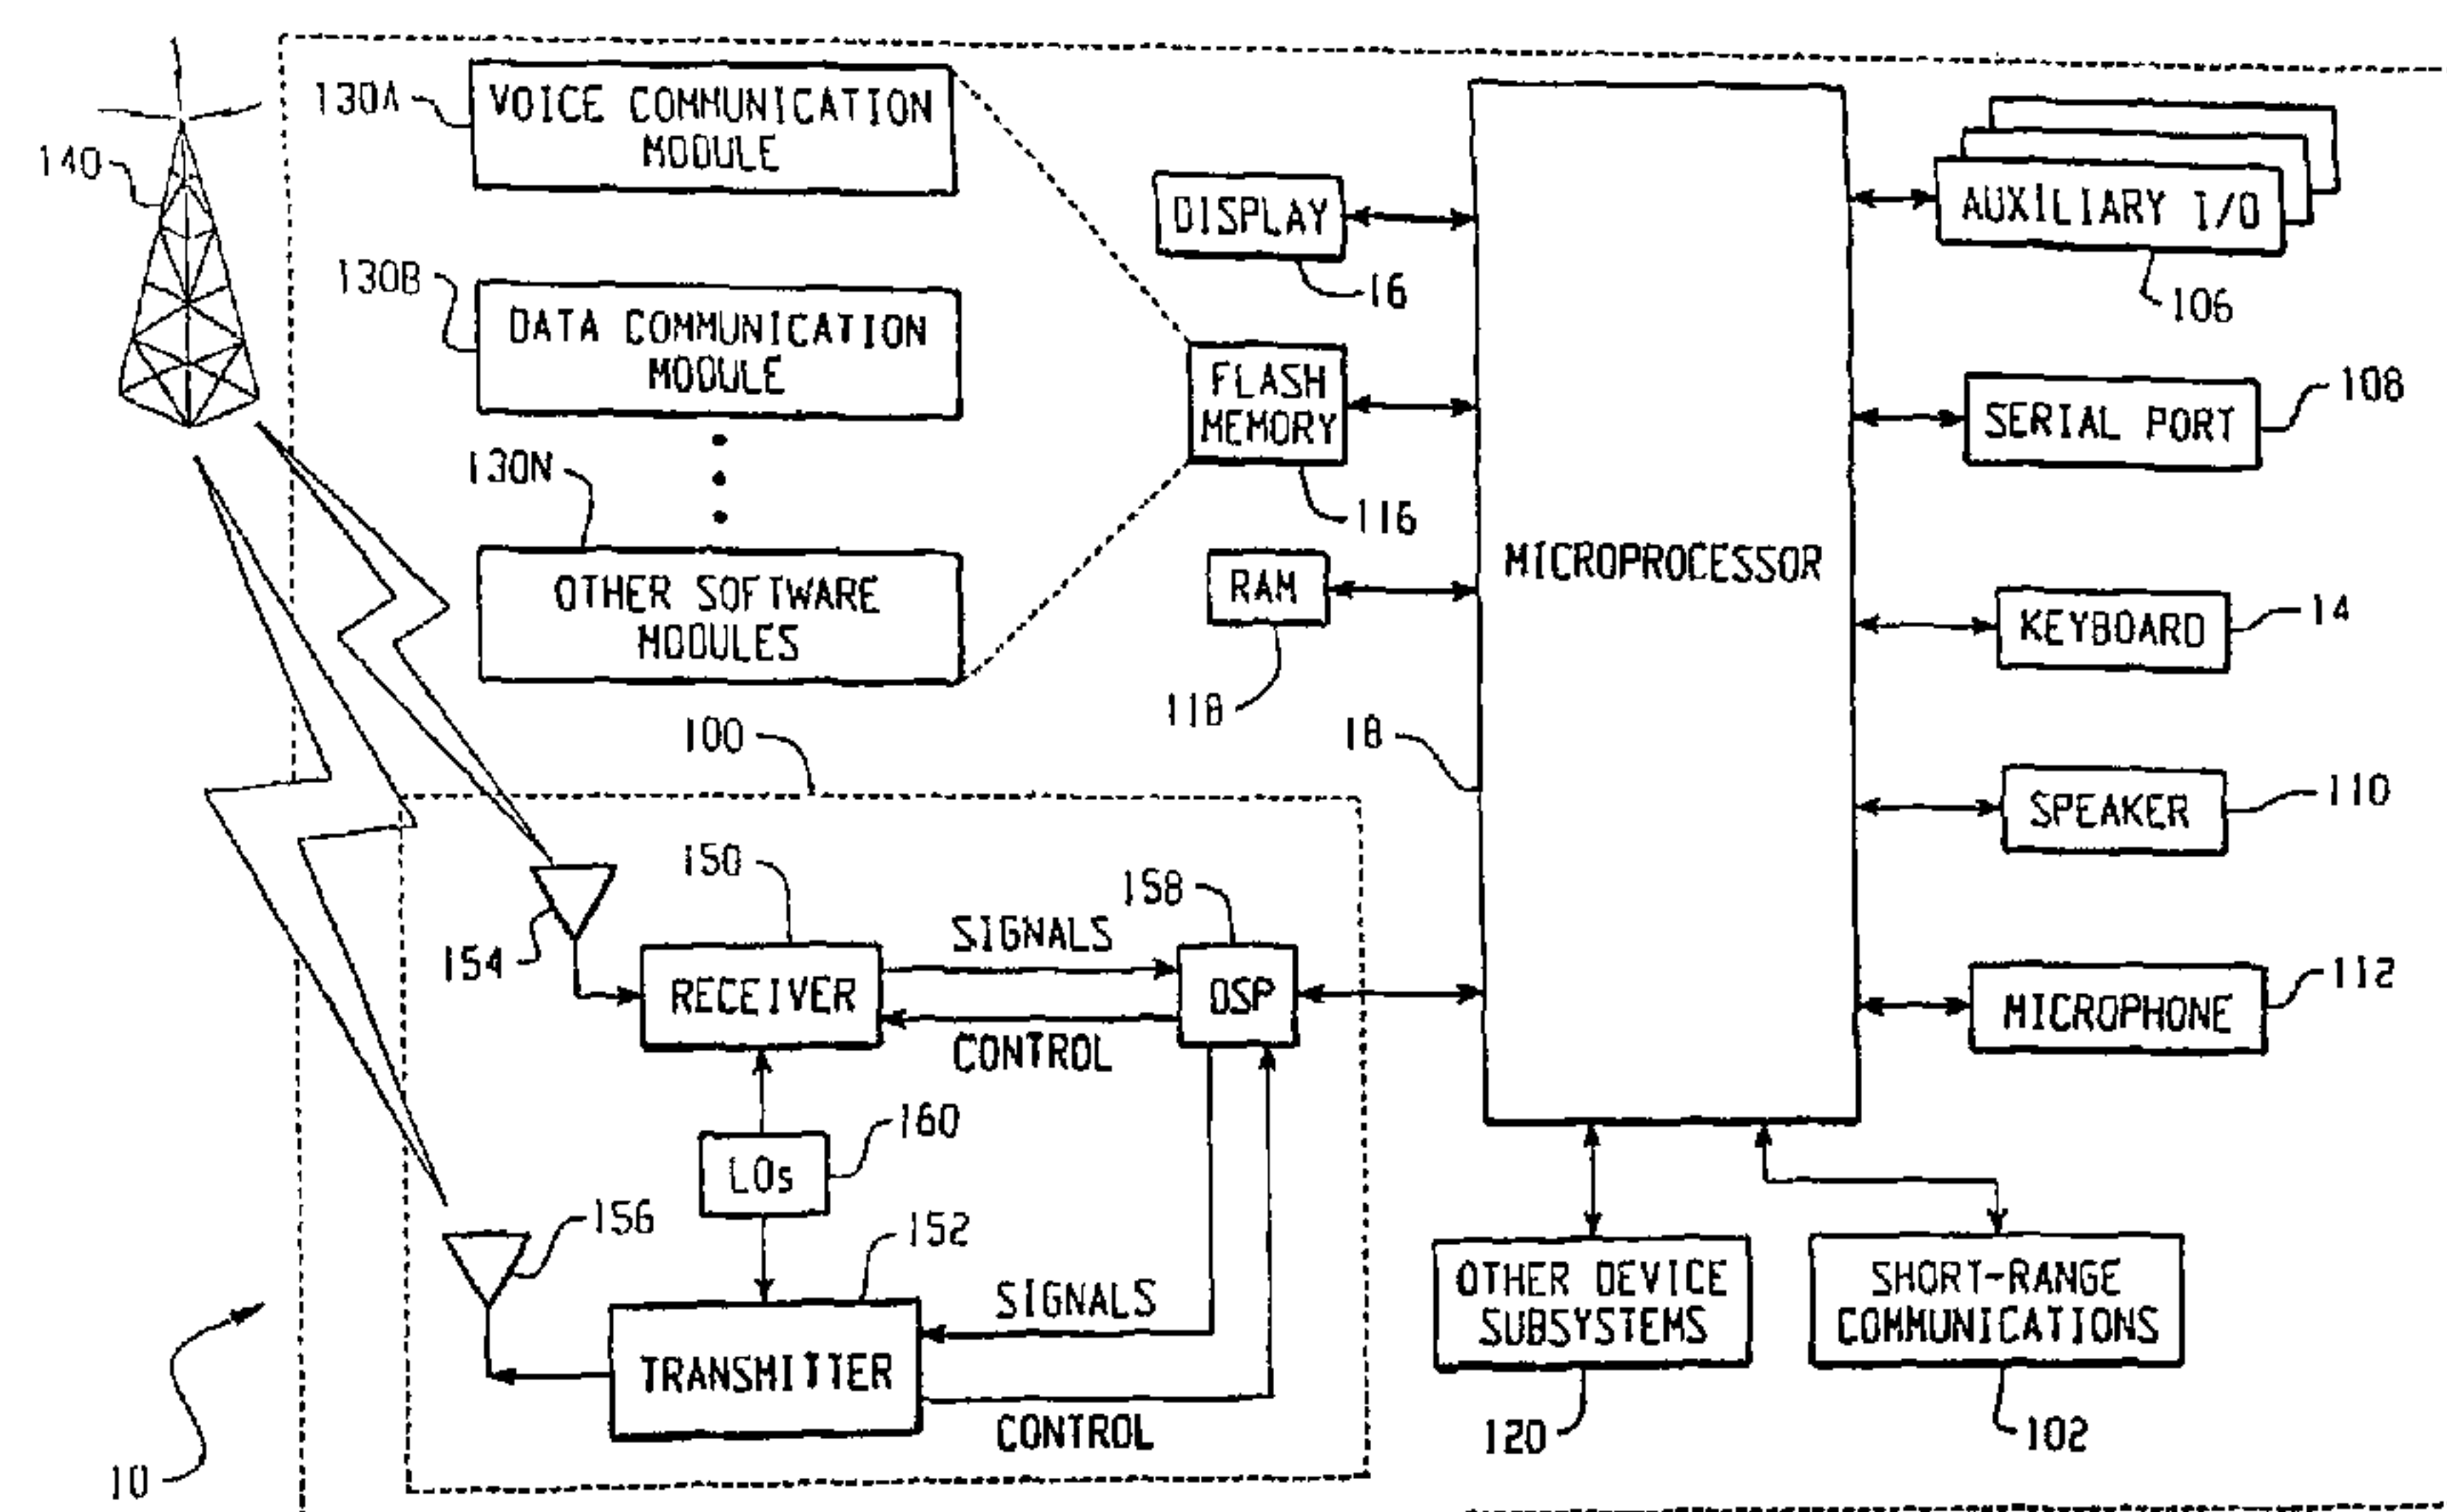 130A
VOICE COMMUNICATION
MODULE
140
DISPLAY
16
AUXILIARY I/O
106
130B
DATA COMMUNICATION
MODULE
FLASH
MEMORY
116
SERIAL PORT
108
130N
OTHER SOFTWARE
MODULES
RAM
118
MICROPROCESSOR
18
KEYBOARD
14
100
SPEAKER
110
150
158
154
RECEIVER
SIGNALS
DSP
CONTROL
MICROPHONE
112
LOs
160
156
152
TRANSMITTER
SIGNALS
CONTROL
OTHER DEVICE
SUBSYSTEMS
120
SHORT-RANGE
COMMUNICATIONS
102
10